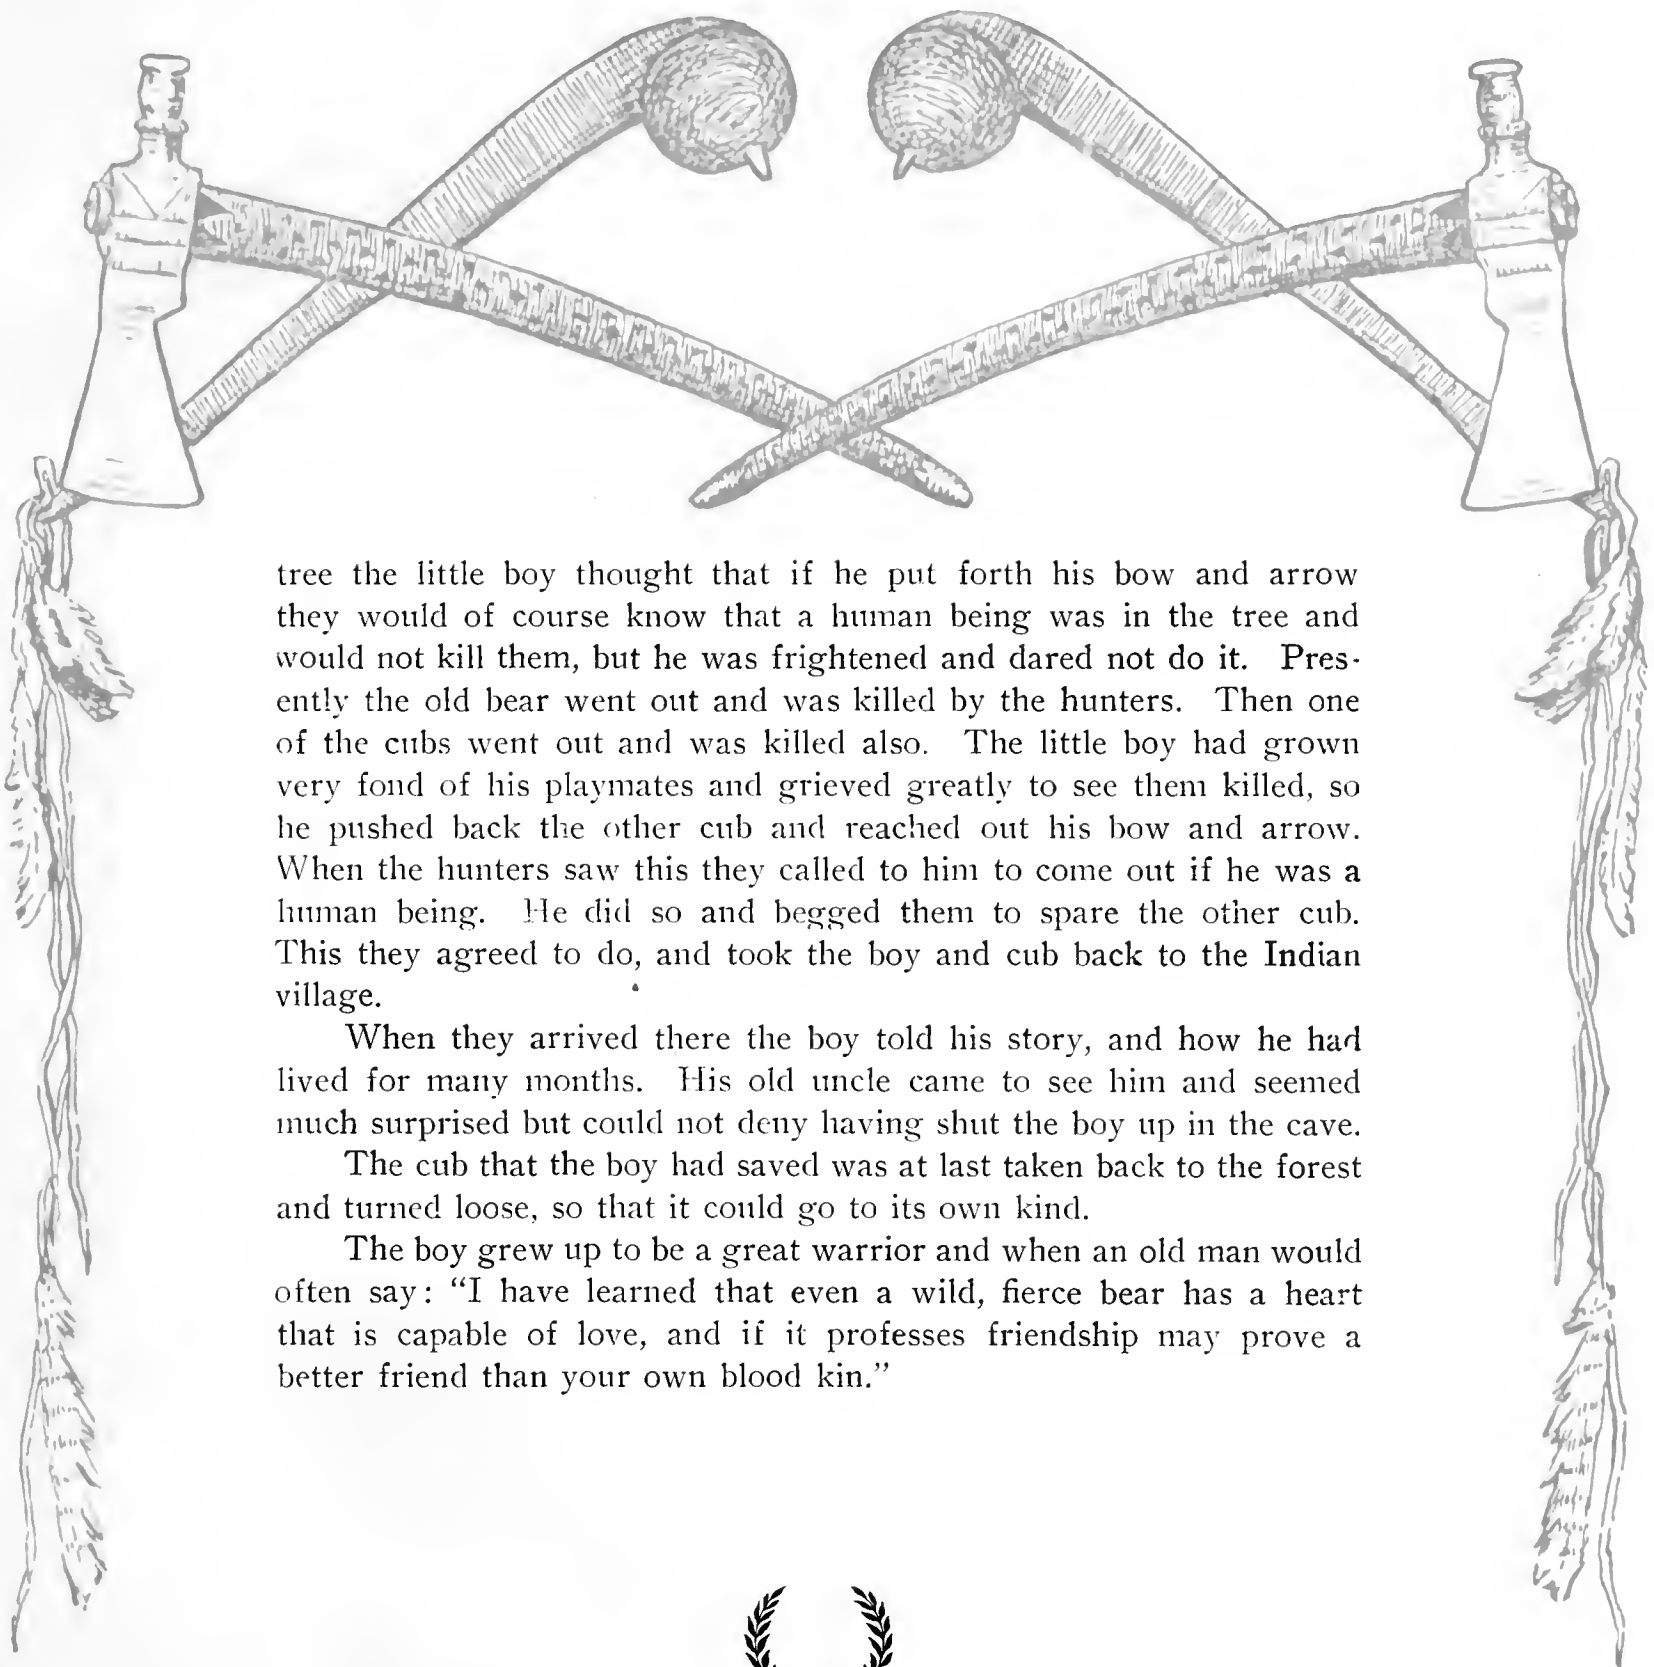 tree the little boy thought that if he put forth his bow and arrow
they would of course know that a human being was in the tree and
would not kill them, but he was frightened and dared not do it. Pres-
ently the old bear went out and was killed by the hunters. Then one
of the cubs went out and was killed also. The little boy had grown
very fond of his playmates and grieved greatly to see them killed, so
he pushed back the other cub and reached out his bow and arrow.
When the hunters saw this they called to him to come out if he was a
human being. He did so and begged them to spare the other cub.
This they agreed to do, and took the boy and cub back to the Indian
village.
When they arrived there the boy told his story, and how he had
lived for many months. His old uncle came to see him and seemed
much surprised but could not deny having shut the boy up in the cave.
The cub that the boy had saved was at last taken back to the forest
and turned loose, so that it could go to its own kind.
The boy grew up to be a great warrior and when an old man would
often say: "I have learned that even a wild, fierce bear has a heart
that is capable of love, and if it professes friendship may prove a
better friend than your own blood kin."